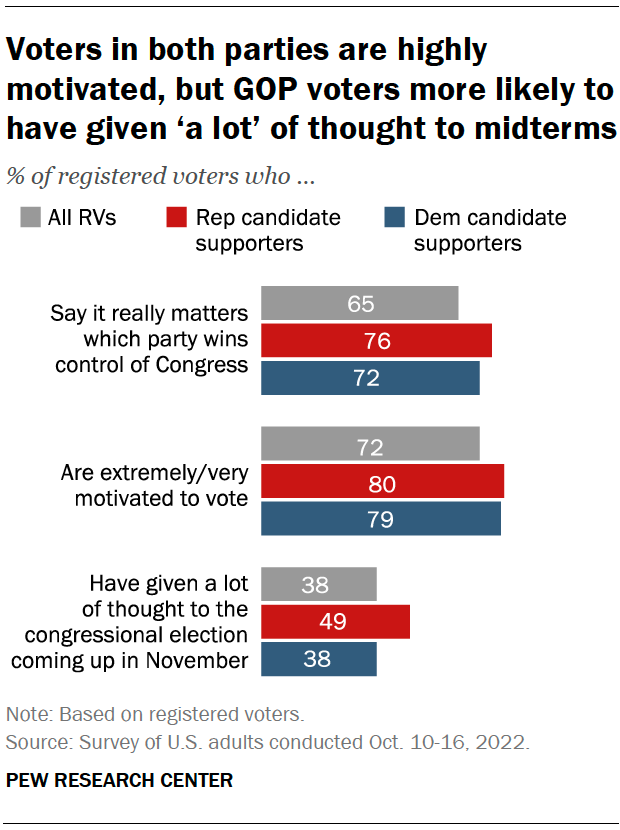 Voters in both parties are highly
motivated, but GOP voters more likely to
have given ‘a lot’ of thought to midterms
% of registered voters who ...
All RVs
Rep candidate
supporters
Dem candidate
supporters
Say it really matters
which party wins
control of Congress
65
76
72
Are extremely/very
motivated to vote
72
80
79
Have given a lot
of thought to the
congressional election
coming up in November
38
49
38
Note: Based on registered voters.
Source: Survey of U.S. adults conducted Oct. 10-16, 2022.
PEW RESEARCH CENTER